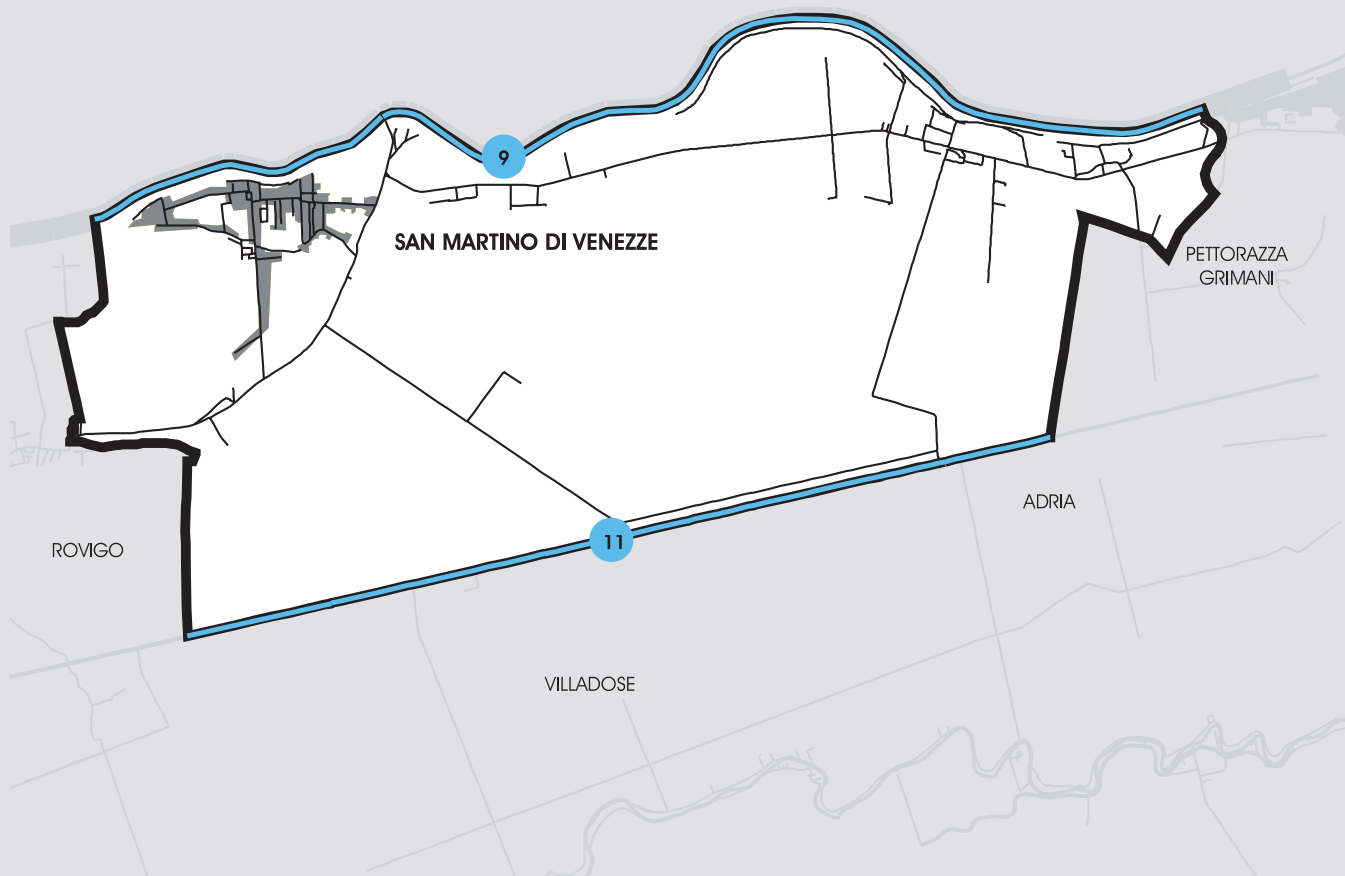 9
SAN MARTINO DI VENEZZE
PETTORAZZA
GRIMANI
ADRIA
11
ROVIGO
VILLADOSE